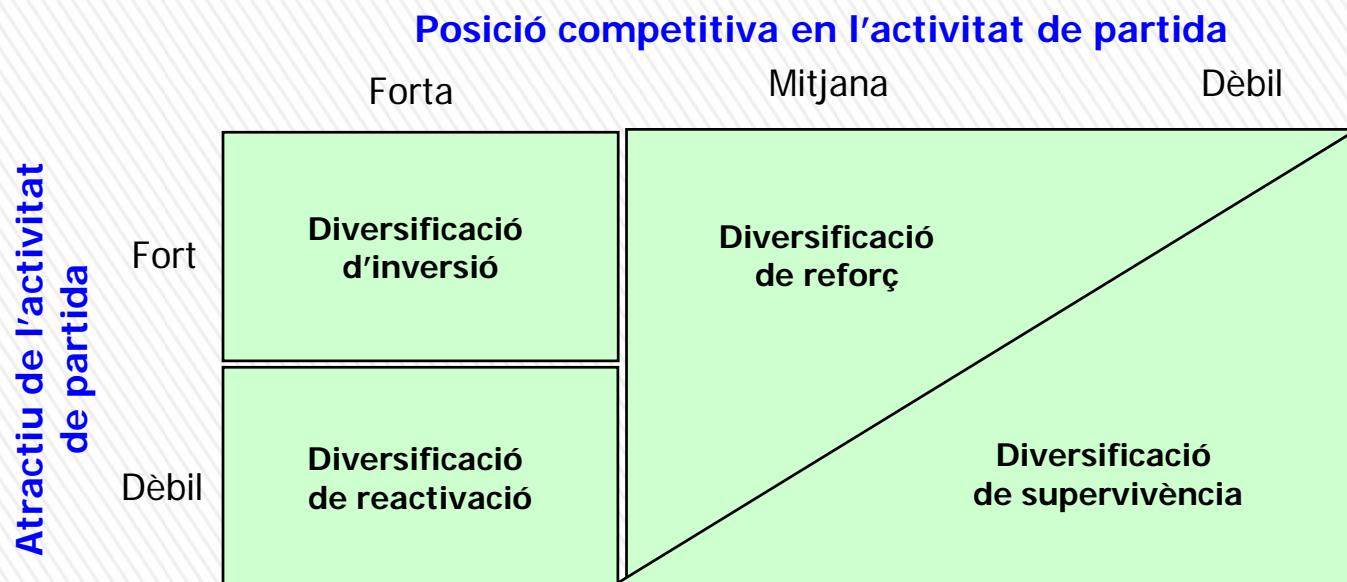 Posició competitiva en l’activitat de partida
Forta
Mitjana
Dèbil
Atractiu de l’activitat
de partida
Fort
Diversificació
d’inversió
Diversificació
de reforç
Dèbil
Diversificació
de reactivació
Diversificació
de supervivència